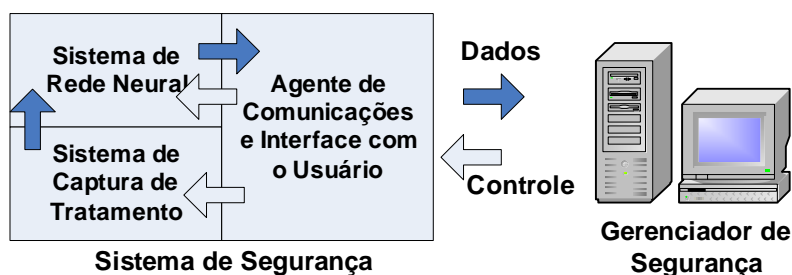 Sistema de
Rede Neural
Sistema de
Captura de
Tratamento
Agente de
Comunicações
e Interface com
o Usuário
Sistema de Segurança
Dados
Controle
Gerenciador de
Segurança